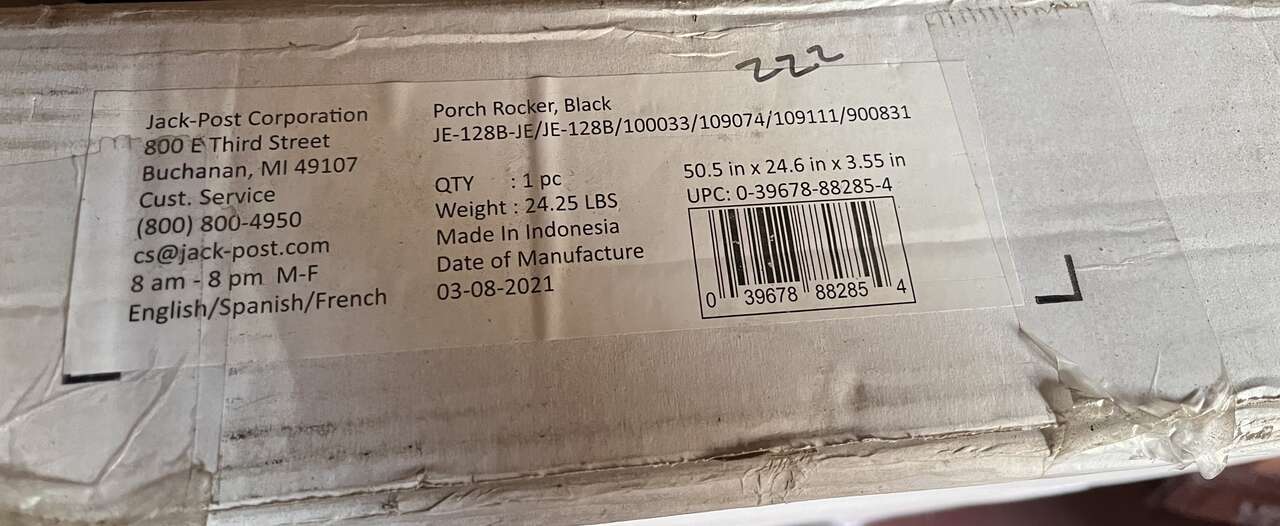 222
Jack-Post Corporation
800 E Third Street
Buchanan, MI 49107
Cust. Service
(800) 800-4950
cs@jack-post.com
8 am - 8 pm M-F
English/Spanish/French
Porch Rocker, Black
JE-128B-JE/JE-128B/100033/109074/109111/900831
QTY : 1 pc
Weight : 24.25 LBS
Made In Indonesia
Date of Manufacture
03-08-2021
50.5 in x 24.6 in x 3.55 in
UPC: 0-39678-88285-4
0 39678 88285 4